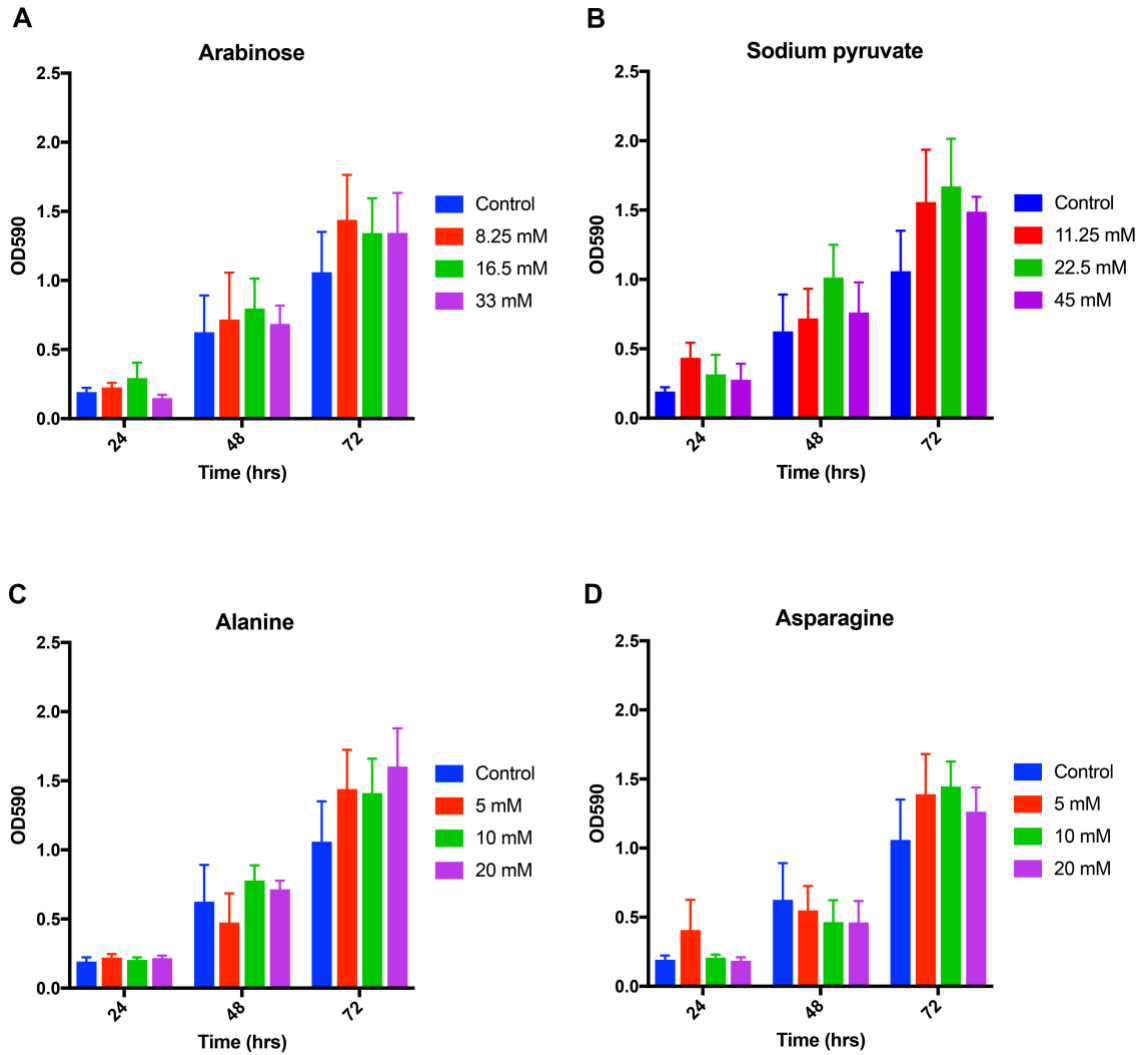 A
Arabinose
2.5
2.0
1.5
1.0
0.5
0.0
OD590
24
48
72
Time (hrs)
Control
8.25 mM
16.5 mM
33 mM
B
Sodium pyruvate
2.5
2.0
1.5
1.0
0.5
0.0
OD590
24
48
72
Time (hrs)
Control
11.25 mM
22.5 mM
45 mM
C
Alanine
2.5
2.0
1.5
1.0
0.5
0.0
OD590
24
48
72
Time (hrs)
Control
5 mM
10 mM
20 mM
D
Asparagine
2.5
2.0
1.5
1.0
0.5
0.0
OD590
24
48
72
Time (hrs)
Control
5 mM
10 mM
20 mM